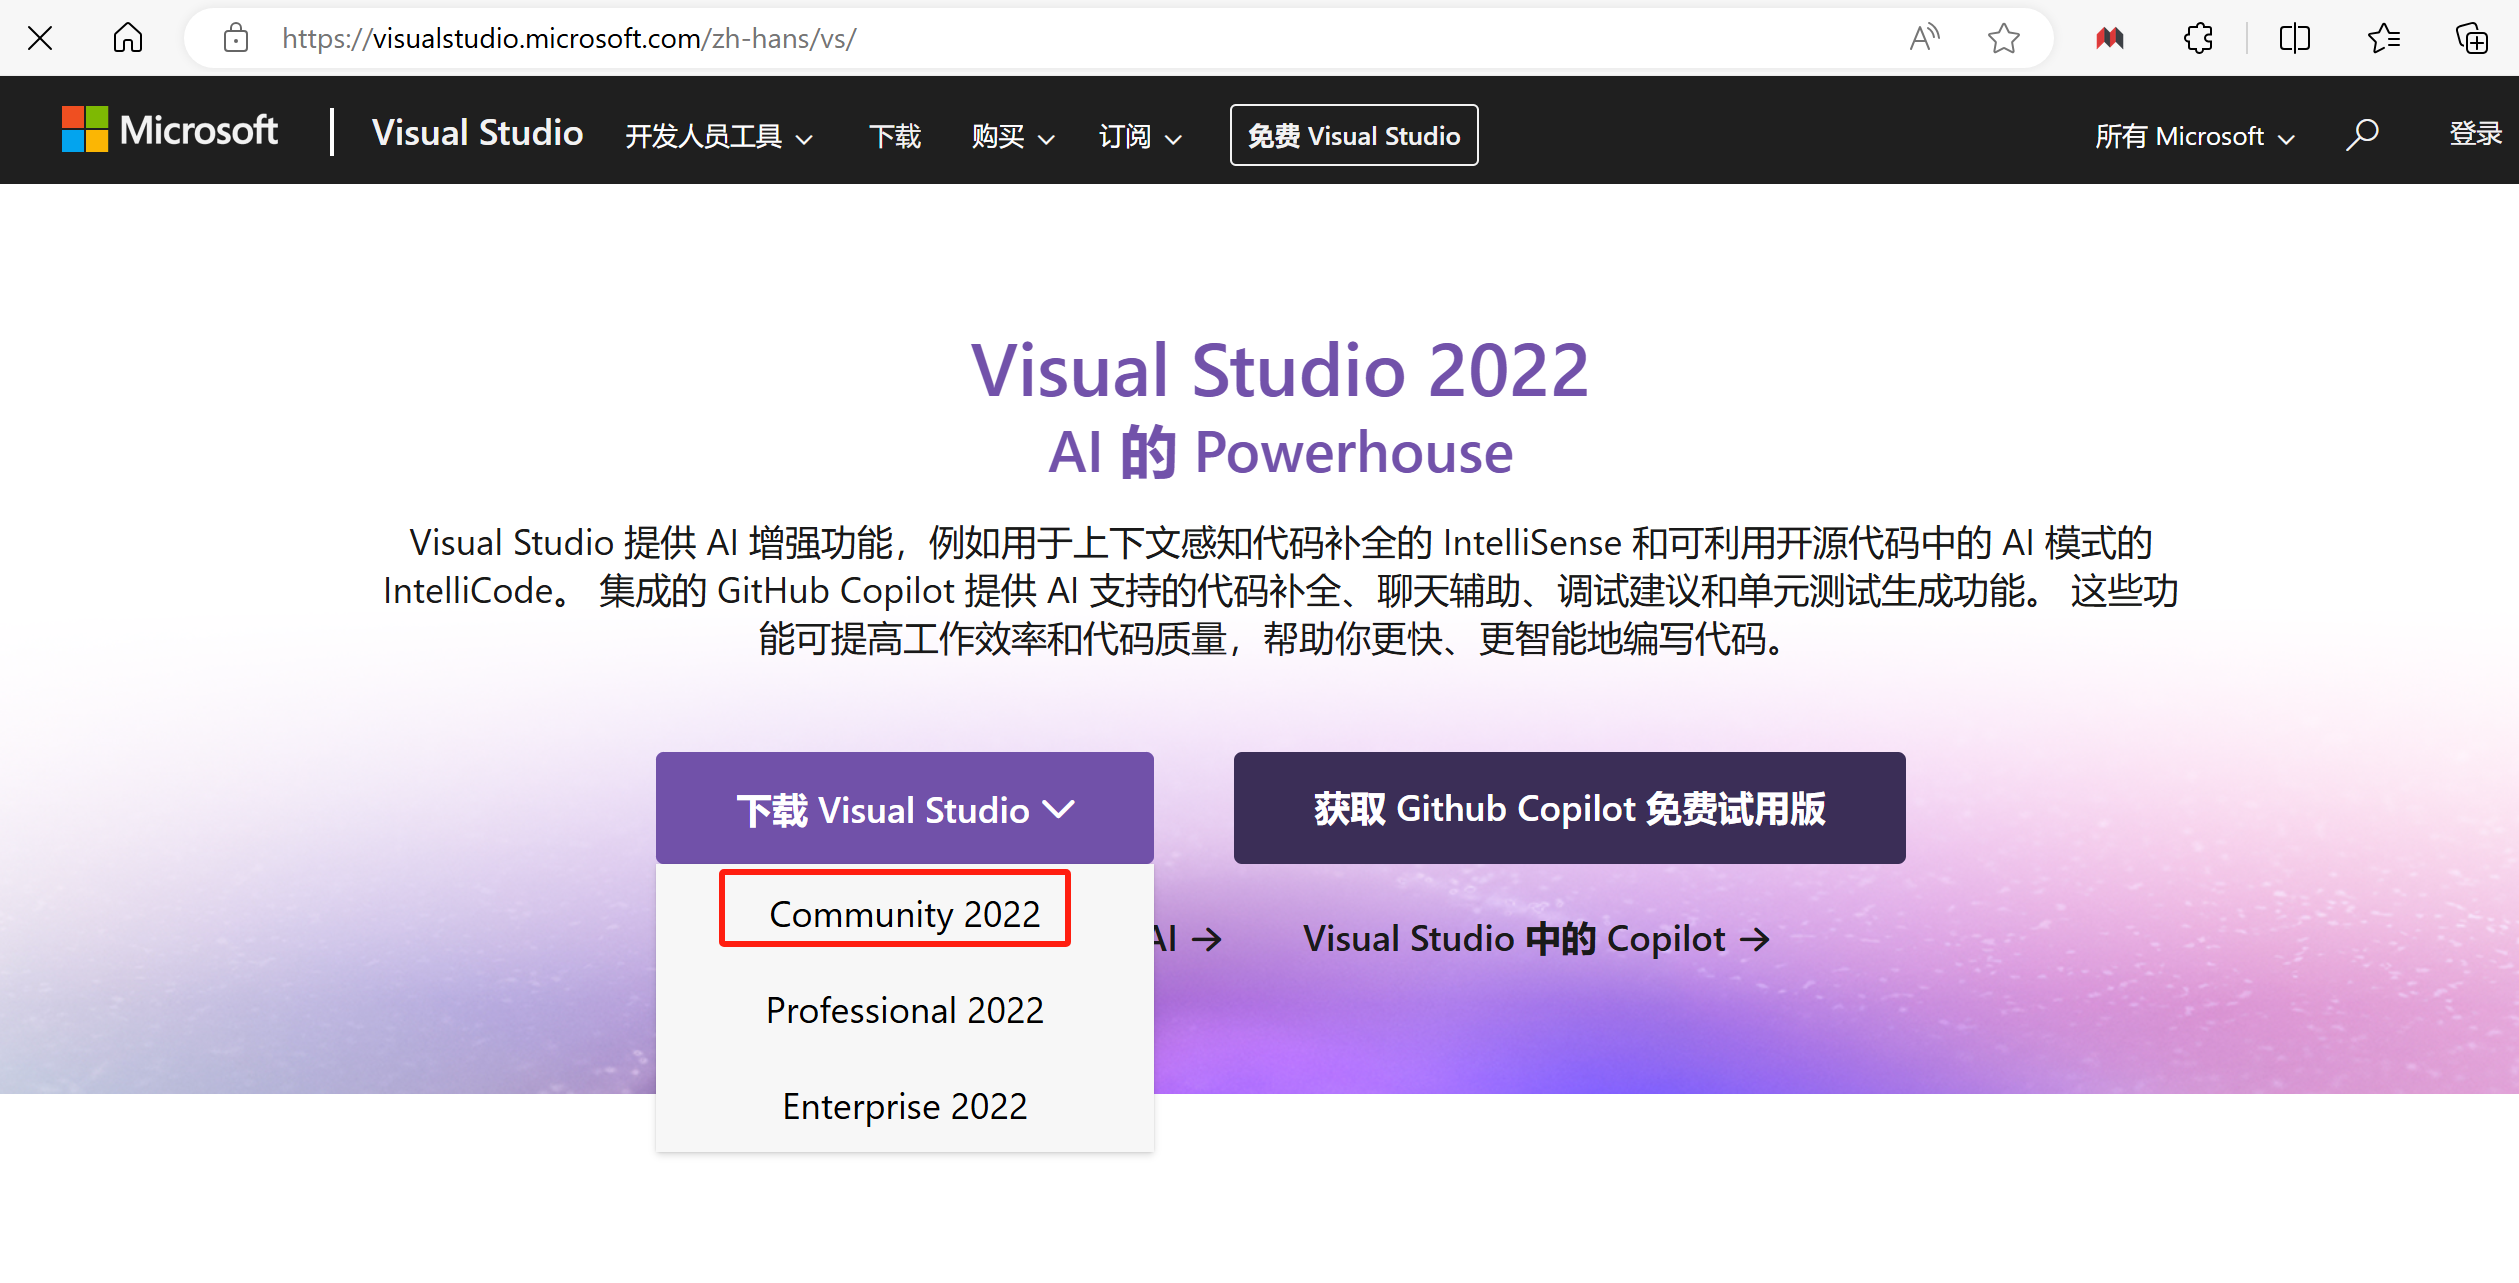 https://visualstudio.microsoft.com/zh-hans/vs/
Microsoft
Visual Studio
开发人员工具
下载
购买
订阅
免费 Visual Studio
所有 Microsoft
登录
Visual Studio 2022
AI 的 Powerhouse
Visual Studio 提供 AI 增强功能，例如用于上下文感知代码补全的 IntelliSense 和可利用开源代码中的 AI 模式的
IntelliCode。 集成的 GitHub Copilot 提供 AI 支持的代码补全、聊天辅助、调试建议和单元测试生成功能。 这些功
能可提高工作效率和代码质量，帮助你更快、更智能地编写代码。
下载 Visual Studio
获取 Github Copilot 免费试用版
Community 2022
AI →
Visual Studio 中的 Copilot →
Professional 2022
Enterprise 2022